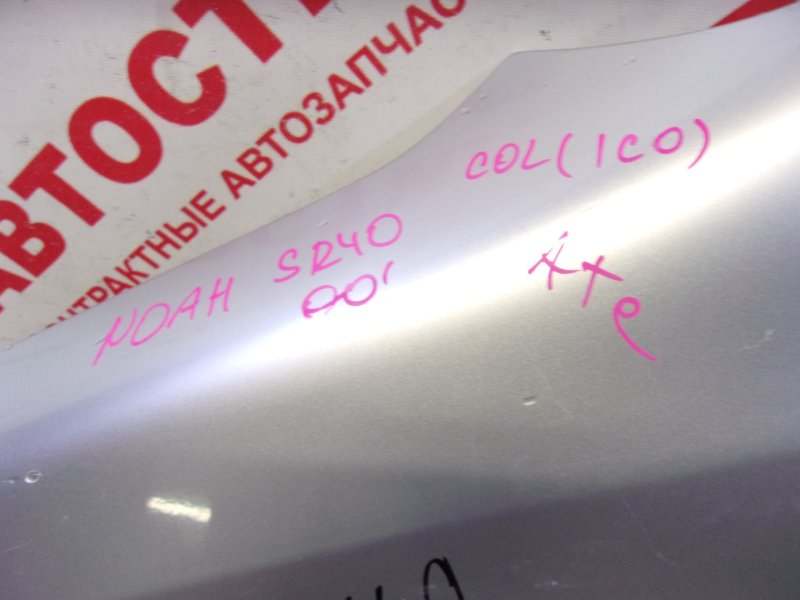 АВТОСТ
КОНТРАКТНЫЕ АВТОЗАПЧАС
COL(1C0)
NOAH SR40
00'